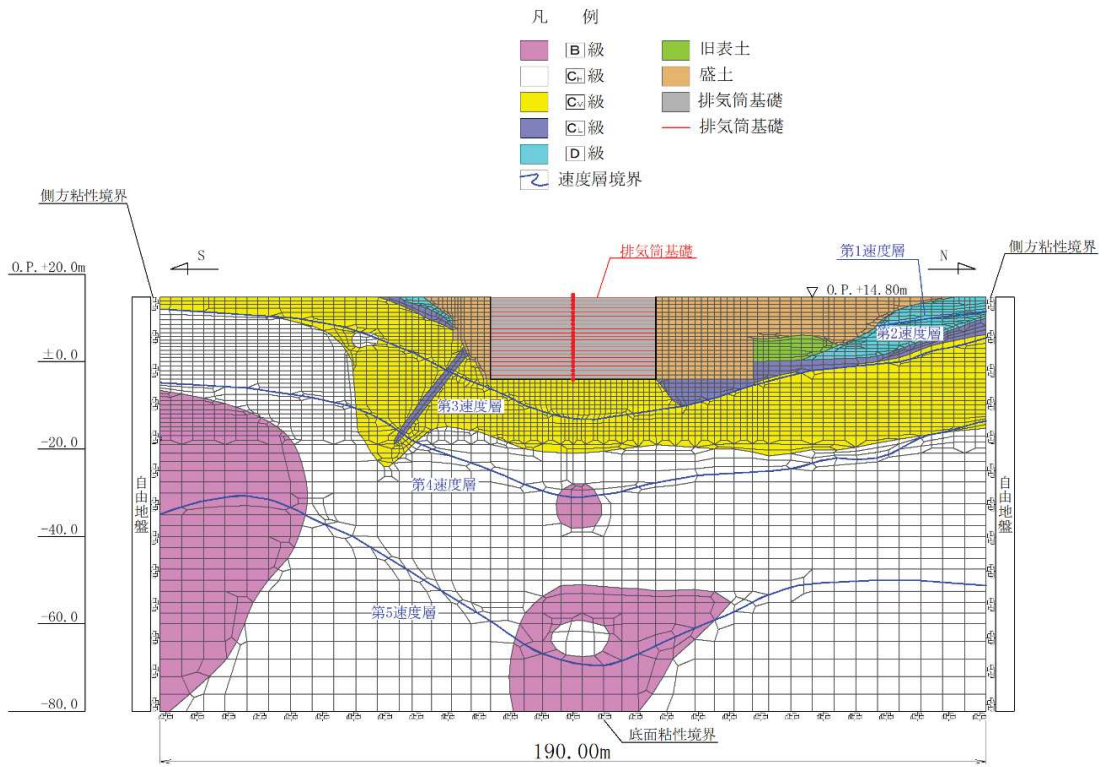 凡 例
B級
CH級
CM級
CL級
D級
速度層境界
旧表土
盛土
排気筒基礎
排気筒基礎
側方粘性境界
側方粘性境界
第1速度層
排気筒基礎
S
N
O.P.+20.0m
O.P.+14.80m
第2速度層
±0.0
第3速度層
-20.0
第4速度層
自由地盤
自由地盤
-40.0
第5速度層
-60.0
-80.0
底面粘性境界
190.00m